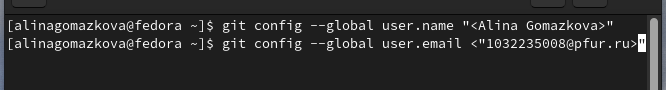 [alinagomazkova@fedora ~]$ git config --global user.name "<Alina Gomazkova>"
[alinagomazkova@fedora ~]$ git config --global user.email <"1032235008@pfur.ru>"